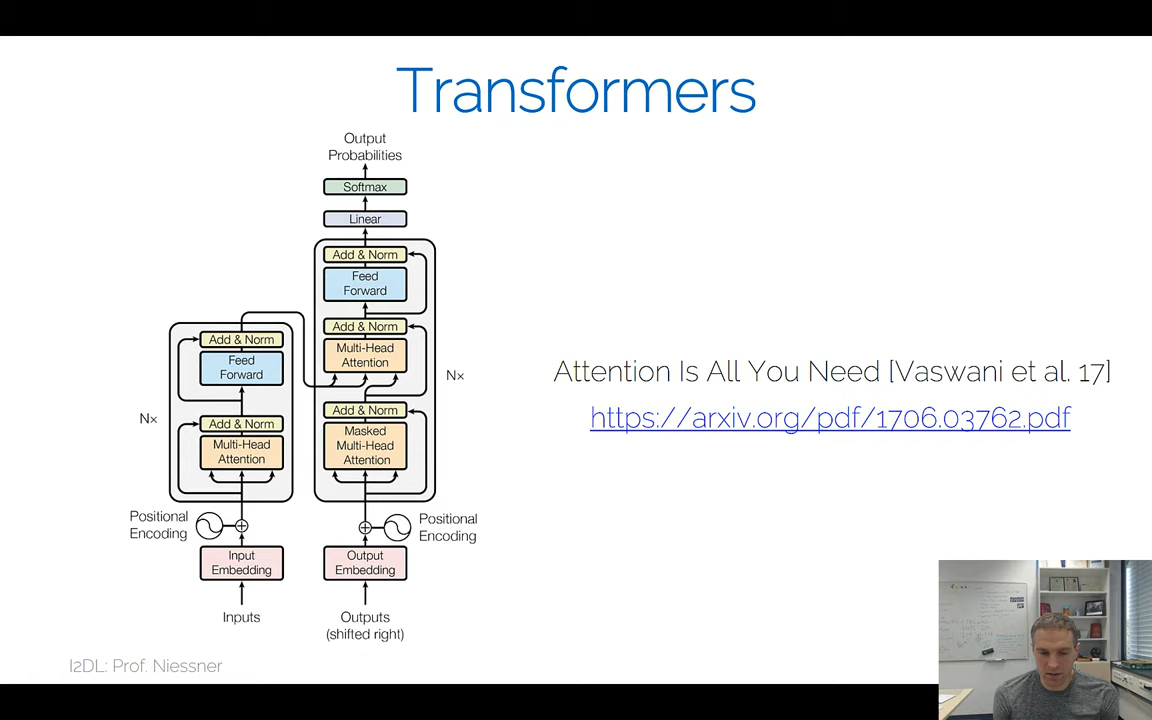 Transformers
Output
Probabilities
Softmax
Linear
Add & Norm
Feed
Forward
Add & Norm
Multi-Head
Attention
Nx
Add & Norm
Masked
Multi-Head
Attention
Add & Norm
Feed
Forward
Nx
Add & Norm
Multi-Head
Attention
Positional
Encoding
Positional
Encoding
Input
Embedding
Output
Embedding
Inputs
Outputs
(shifted right)
Attention Is All You Need [Vaswani et al. 17]
https://arxiv.org/pdf/1706.03762.pdf
I2DL: Prof. Niessner